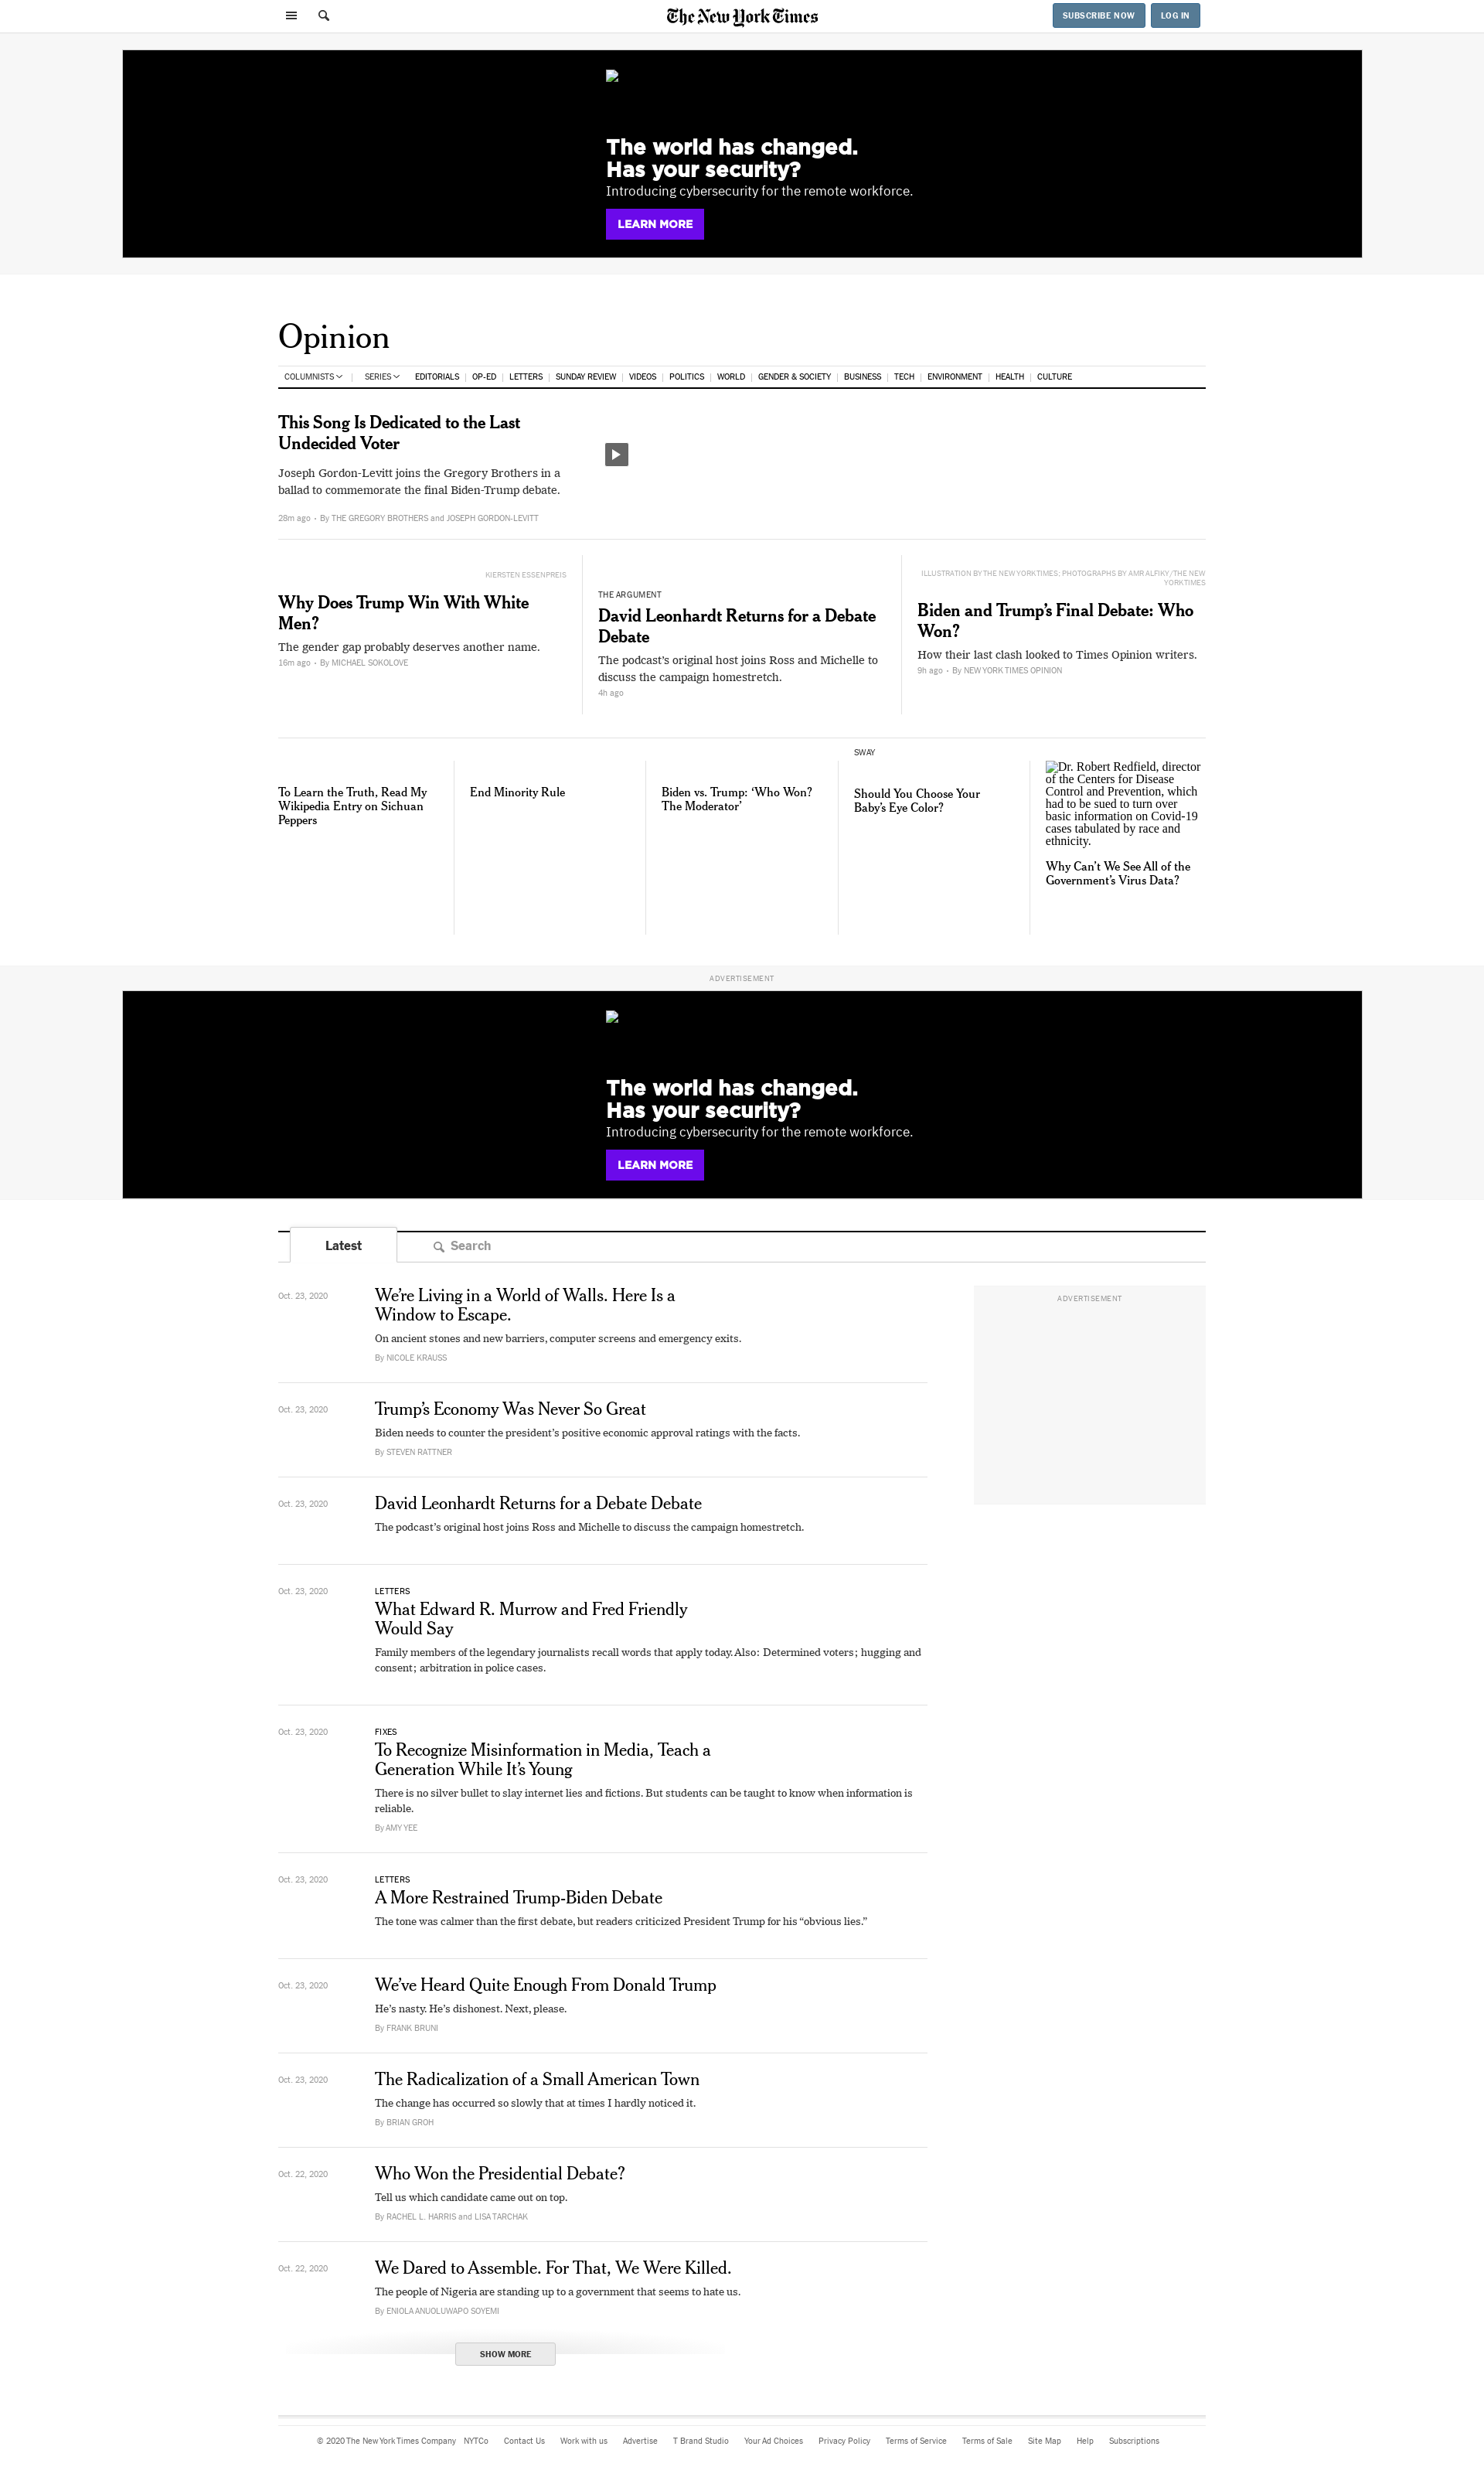 The New York Times
SUBSCRIBE NOW
LOG IN
The world has changed.
Has your security?
Introducing cybersecurity for the remote workforce.
LEARN MORE
Opinion
COLUMNISTS | SERIES EDITORIALS | OP-ED | LETTERS | SUNDAY REVIEW | VIDEOS | POLITICS | WORLD | GENDER & SOCIETY | BUSINESS | TECH | ENVIRONMENT | HEALTH | CULTURE
This Song Is Dedicated to the Last
Undecided Voter
Joseph Gordon-Levitt joins the Gregory Brothers in a
ballad to commemorate the final Biden-Trump debate.
28m ago • By THE GREGORY BROTHERS and JOSEPH GORDON-LEVITT
KIERSTEN ESSENPREIS
Why Does Trump Win With White
Men?
The gender gap probably deserves another name.
16m ago • By MICHAEL SOKOLOVE
THE ARGUMENT
David Leonhardt Returns for a Debate
Debate
The podcast's original host joins Ross and Michelle to
discuss the campaign homestretch.
4h ago
ILLUSTRATION BY THE NEW YORK TIMES; PHOTOGRAPHS BY AMR ALFIKY/THE NEW
YORK TIMES
Biden and Trump's Final Debate: Who
Won?
How their last clash looked to Times Opinion writers.
9h ago • By NEW YORK TIMES OPINION
To Learn the Truth, Read My
Wikipedia Entry on Sichuan
Peppers
End Minority Rule
Biden vs. Trump: ‘Who Won?
The Moderator’
SWAY
Should You Choose Your
Baby’s Eye Color?
Dr. Robert Redfield, director
of the Centers for Disease
Control and Prevention, which
had to be sued to turn over
basic information on Covid-19
cases tabulated by race and
ethnicity.
Why Can’t We See All of the
Government’s Virus Data?
ADVERTISEMENT
The world has changed.
Has your security?
Introducing cybersecurity for the remote workforce.
LEARN MORE
Latest
Search
ADVERTISEMENT
Oct. 23, 2020
We’re Living in a World of Walls. Here Is a
Window to Escape.
On ancient stones and new barriers, computer screens and emergency exits.
By NICOLE KRAUSS
Oct. 23, 2020
Trump’s Economy Was Never So Great
Biden needs to counter the president’s positive economic approval ratings with the facts.
By STEVEN RATTNER
Oct. 23, 2020
David Leonhardt Returns for a Debate Debate
The podcast’s original host joins Ross and Michelle to discuss the campaign homestretch.
Oct. 23, 2020
LETTERS
What Edward R. Murrow and Fred Friendly
Would Say
Family members of the legendary journalists recall words that apply today. Also: Determined voters; hugging and
consent; arbitration in police cases.
Oct. 23, 2020
FIXES
To Recognize Misinformation in Media, Teach a
Generation While It’s Young
There is no silver bullet to slay internet lies and fictions. But students can be taught to know when information is
reliable.
By AMY YEE
Oct. 23, 2020
LETTERS
A More Restrained Trump-Biden Debate
The tone was calmer than the first debate, but readers criticized President Trump for his “obvious lies.”
Oct. 23, 2020
We’ve Heard Quite Enough From Donald Trump
He’s nasty. He’s dishonest. Next, please.
By FRANK BRUNI
Oct. 23, 2020
The Radicalization of a Small American Town
The change has occurred so slowly that at times I hardly noticed it.
By BRIAN GROH
Oct. 22, 2020
Who Won the Presidential Debate?
Tell us which candidate came out on top.
By RACHEL L. HARRIS and LISA TARCHAK
Oct. 22, 2020
We Dared to Assemble. For That, We Were Killed.
The people of Nigeria are standing up to a government that seems to hate us.
By ENIOLA ANUOLUWAPO SOYEMI
SHOW MORE
© 2020 The New York Times Company NYTCo Contact Us Work with us Advertise T Brand Studio Your Ad Choices Privacy Policy Terms of Service Terms of Sale Site Map Help Subscriptions